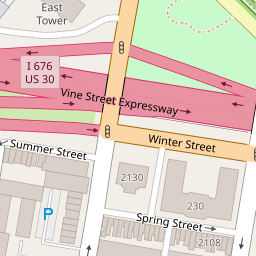 East
Tower
I 676
US 30
Vine Street Expressway
Winter Street
Summer Street
2130
P
230
Spring Street
2108